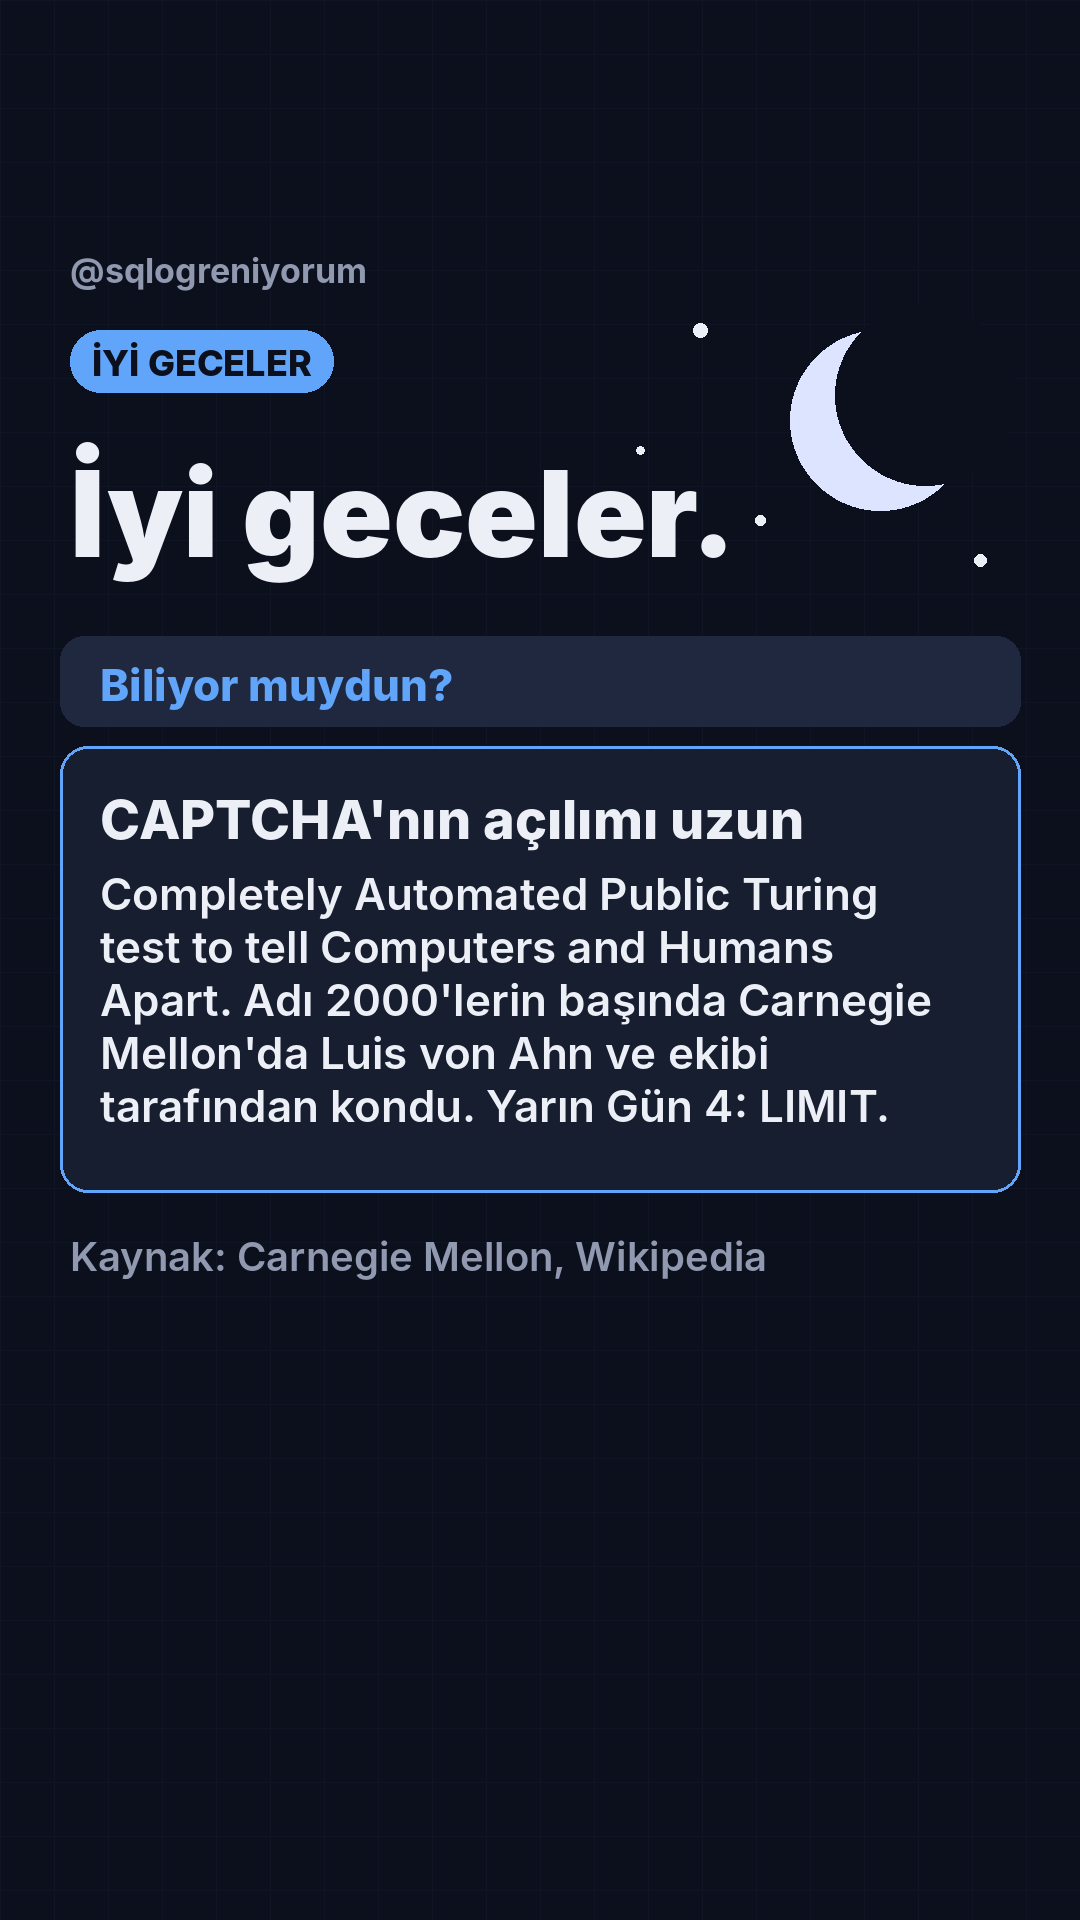 @sqlogreniyorum
İYİ GECELER
İyi geceler.
Biliyor muydun?
CAPTCHA'nın açılımı uzun
Completely Automated Public Turing
test to tell Computers and Humans
Apart. Adı 2000'lerin başında Carnegie
Mellon'da Luis von Ahn ve ekibi
tarafından kondu. Yarın Gün 4: LIMIT.
Kaynak: Carnegie Mellon, Wikipedia